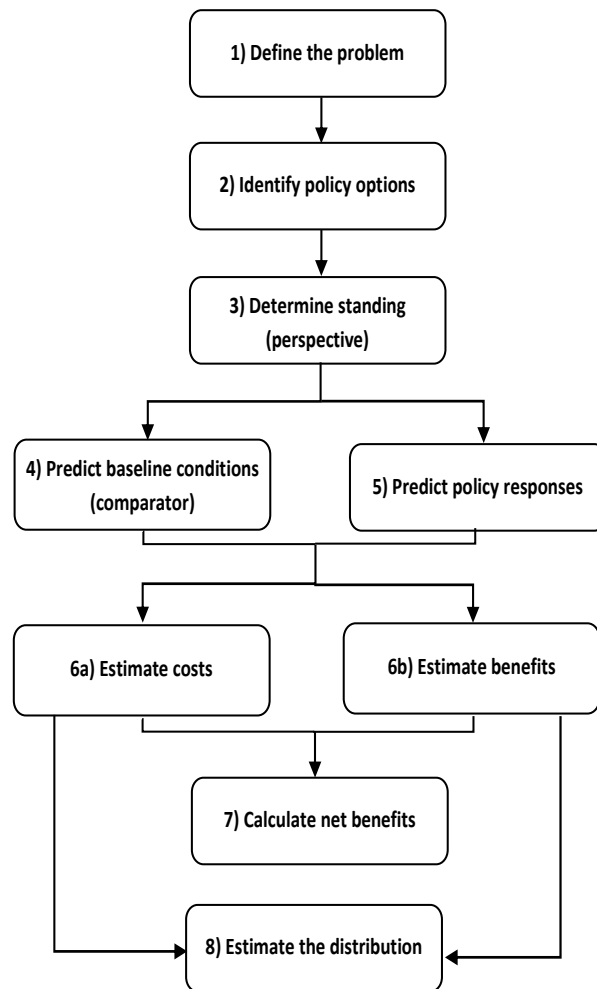 1) Define the problem
2) Identify policy options
3) Determine standing
(perspective)
4) Predict baseline conditions
(comparator)
5) Predict policy responses
6a) Estimate costs
6b) Estimate benefits
7) Calculate net benefits
8) Estimate the distribution